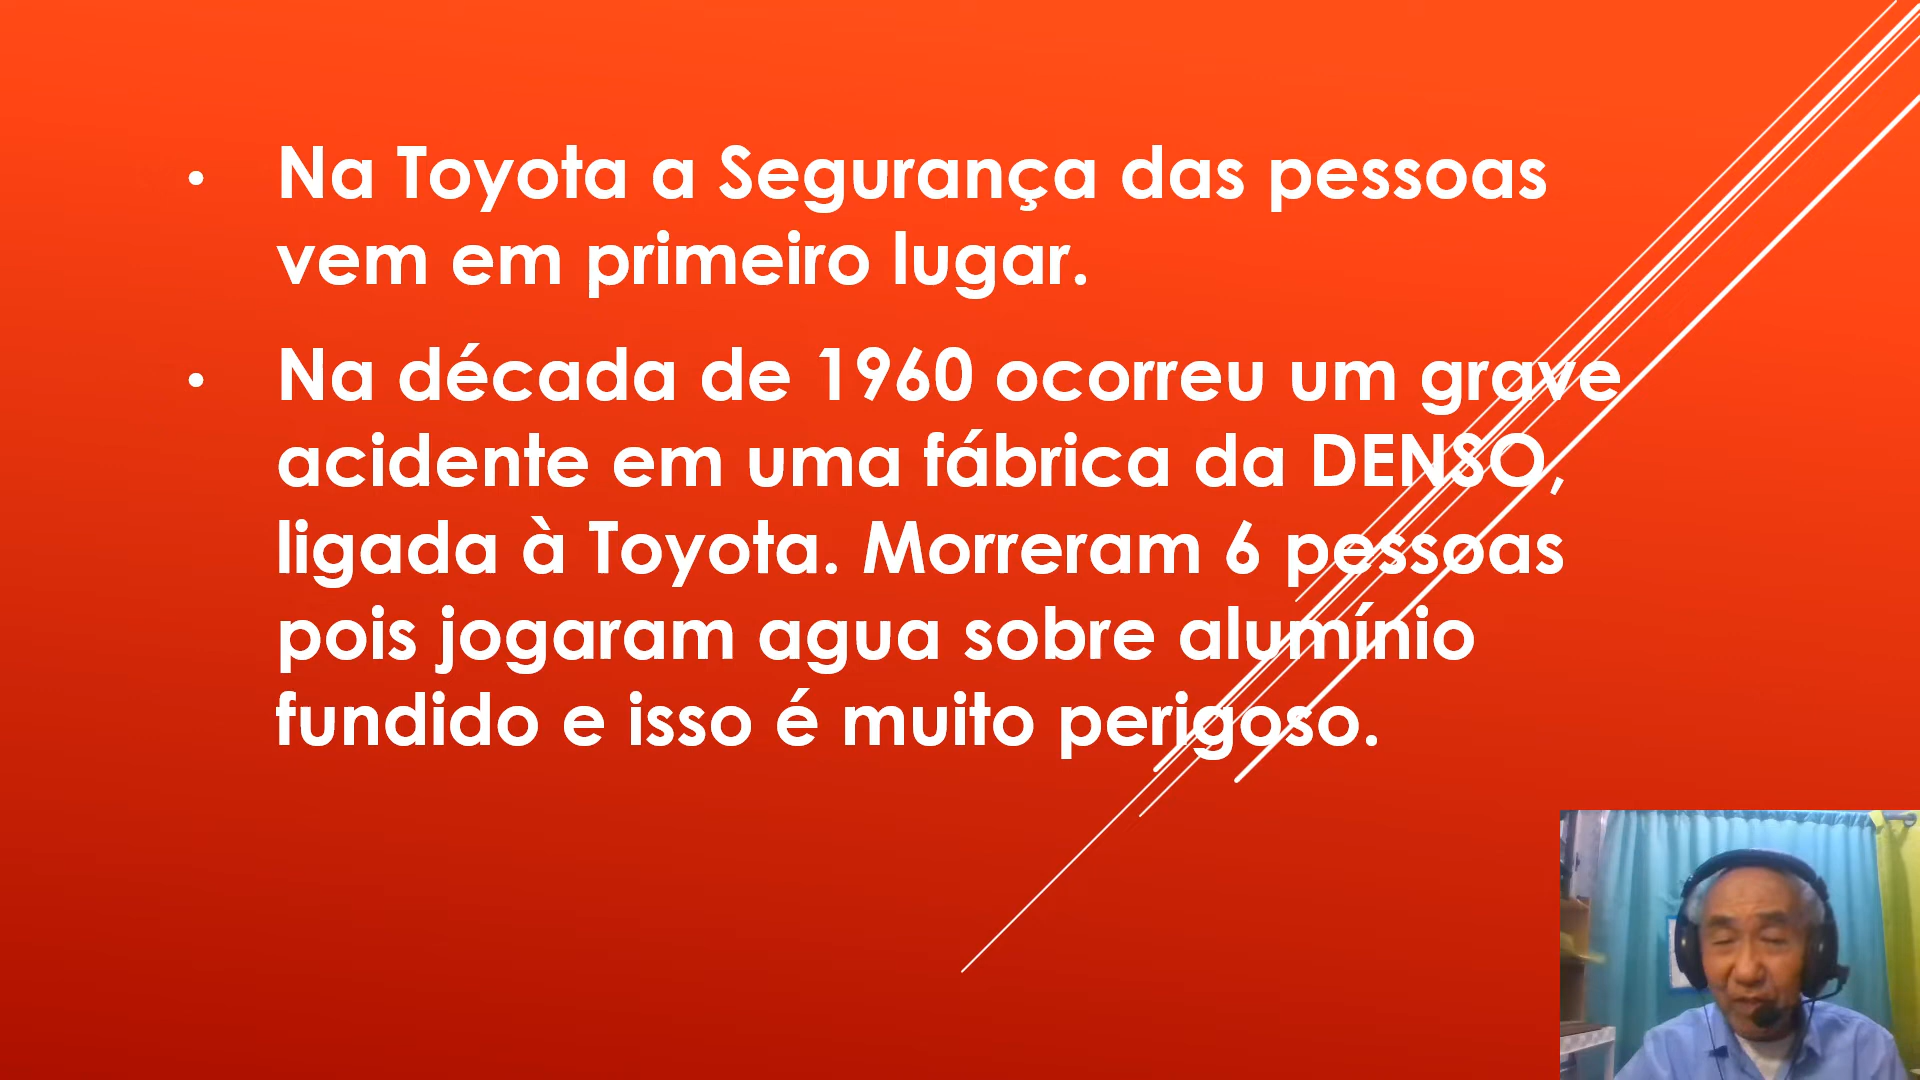 • Na Toyota a Segurança das pessoas
vem em primeiro lugar.
• Na década de 1960 ocorreu um grave
acidente em uma fábrica da DENSO,
ligada à Toyota. Morreram 6 pessoas
pois jogaram agua sobre alumínio
fundido e isso é muito perigoso.